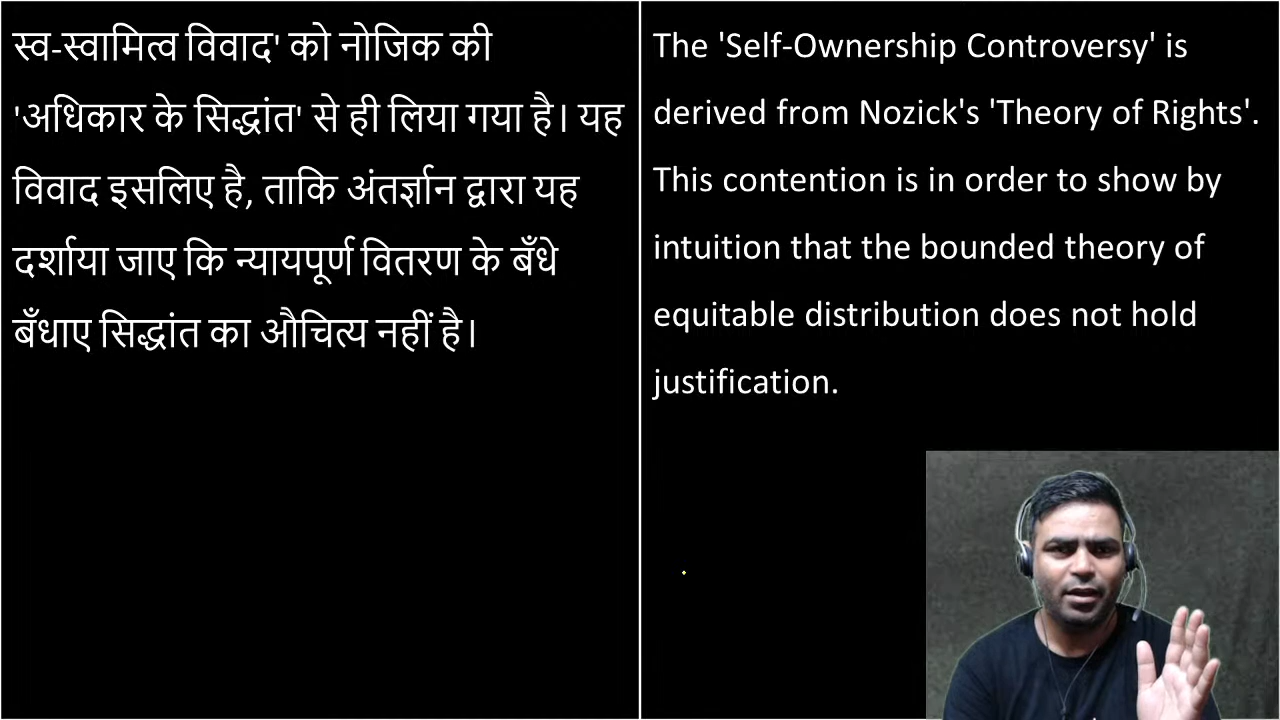 स्व-स्वामित्व विवाद' को नोजिक की
'अधिकार के सिद्धांत' से ही लिया गया है। यह
विवाद इसलिए है, ताकि अंतर्ज्ञान द्वारा यह
दर्शाया जाए कि न्यायपूर्ण वितरण के बँधे
बँधाए सिद्धांत का औचित्य नहीं है।
The 'Self-Ownership Controversy' is
derived from Nozick's 'Theory of Rights'.
This contention is in order to show by
intuition that the bounded theory of
equitable distribution does not hold
justification.